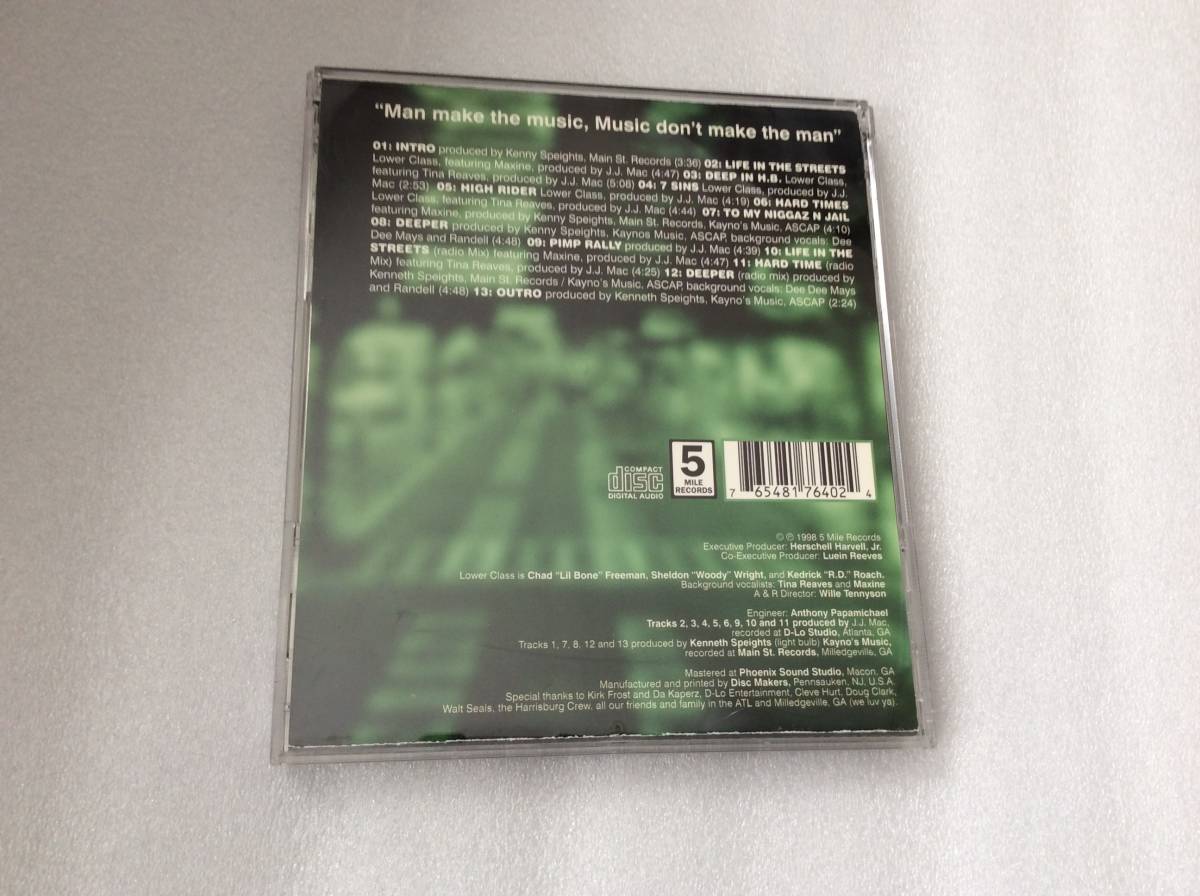 "Man make the music, Music don't make the man"
01: INTRO produced by Kenny Speights, Main St. Records (3:36) 02: LIFE IN THE STREETS
Lower Class, featuring Maxine, produced by J.J. Mac (4:47) 03: DEEP IN H.B. Lower Class,
featuring Tina Reaves, produced by J.J. Mac (5:06) 04: 7 SINS Lower Class, produced by J.J.
Mac (2:53) 05: HIGH RIDER Lower Class, produced by J.J. Mac (4:19) 06: HARD TIMES
Lower Class, featuring Tina Reaves, produced by J.J. Mac (4:44) 07: TO MY NIGGAZ N JAIL
featuring Maxine, produced by Kenny Speights, Main St. Records, Kayno's Music, ASCAP (4:10)
08: DEEPER produced by Kenny Speights, Kaynos Music, ASCAP, background vocals: Dee
Dee Mays and Randell (4:48) 09: PIMP RALLY produced by J.J. Mac (4:39) 10: LIFE IN THE
STREETS (radio Mix) featuring Maxine, produced by J.J. Mac (4:47) 11: HARD TIME (radio
Mix) featuring Tina Reaves, produced by J.J. Mac (4:25) 12: DEEPER (radio mix) produced by
Kenneth Speights, Main St. Records / Kayno's Music, ASCAP, background vocals: Dee Dee Mays
and Randell (4:48) 13: OUTRO produced by Kenneth Speights, Kayno's Music, ASCAP (2:24)
COMPACT
disc
DIGITAL AUDIO
5
MILE
RECORDS
7 65481 76402 4
© ℗ 1998 5 Mile Records
Executive Producer: Herschell Harvell, Jr.
Co-Executive Producer: Luein Reeves
Lower Class is Chad "Lil Bone" Freeman, Sheldon "Woody" Wright, and Kedrick "R.D." Roach.
Background vocalists: Tina Reaves and Maxine
A & R Director: Wille Tennyson
Engineer: Anthony Papamichael
Tracks 2, 3, 4, 5, 6, 9, 10 and 11 produced by J.J. Mac,
recorded at D-Lo Studio, Atlanta, GA
Tracks 1, 7, 8. 12 and 13 produced by Kenneth Speights (light bulb) Kayno's Music,
recorded at Main St. Records, Milledgeville, GA
Mastered at Phoenix Sound Studio, Macon, GA
Manufactured and printed by Disc Makers, Pennsauken, NJ, U.S.A.
Special thanks to Kirk Frost and Da Kaperz, D-Lo Entertainment, Cleve Hurt, Doug Clark,
Walt Seals, the Harrisburg Crew, all our friends and family in the ATL and Milledgeville, GA (we luv ya).